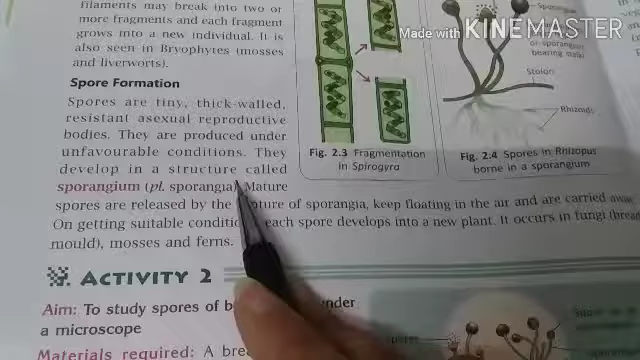 filaments may break into two or
more fragments and each fragment
grows into a new individual. It is
also seen in Bryophytes (mosses
and liverworts).
Spore Formation
Spores are tiny, thick-walled,
resistant asexual reproductive
bodies. They are produced under
unfavourable conditions. They
develop in a structure called
sporangium (pl. sporangia). Mature
spores are released by the of sporangia, keep floating in the air and are carried away
On getting suitable each spore develops into a new plant. It occurs in fungi (bread
mould), mosses and ferns.
Fig. 2.3 Fragmentation
in Spirogyra
Made with KINEMASTER
or sporangium
bearing stalk
Stolon
Rhizoids
Fig. 2.4 Spores in Rhizopus
borne in a sporangium
ACTIVITY 2
Aim: To study spores of under
a microscope
Materials required: A
Spores